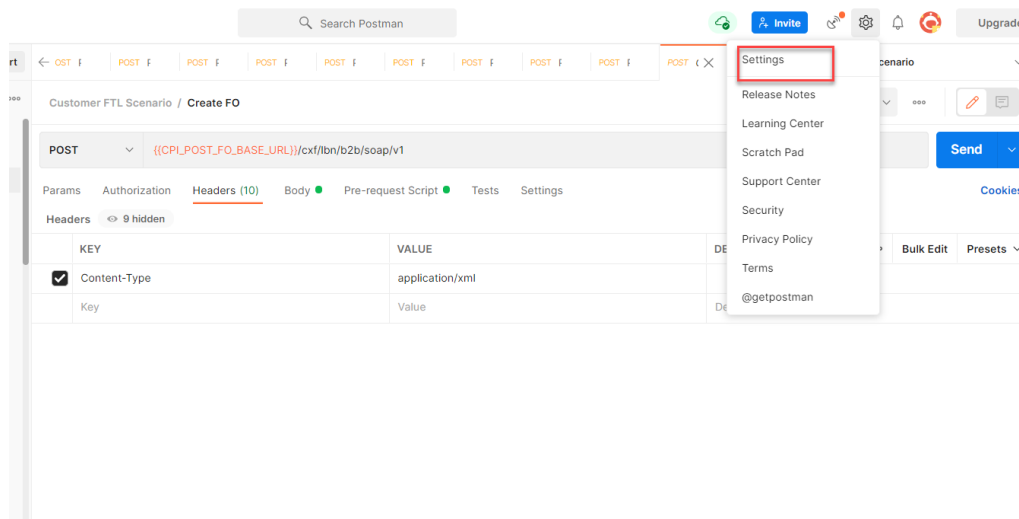 Search Postman
Invite
Upgrade
rt
OST
POST
POST
POST
POST
POST
POST
POST
POST
POST
cenario
Settings
Customer FTL Scenario / Create FO
Release Notes
Learning Center
POST
{{CPI_POST_FO_BASE_URL}}/cxf/lbn/b2b/soap/v1
Scratch Pad
Send
Support Center
Params
Authorization
Headers (10)
Body
Pre-request Script
Tests
Settings
Cookies
Security
Headers
9 hidden
Privacy Policy
KEY
VALUE
DE
Bulk Edit
Presets
Terms
Content-Type
application/xml
@getpostman
Key
Value
De